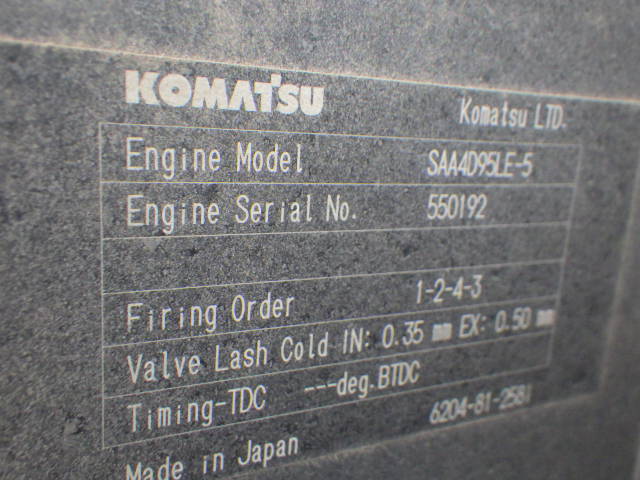 KOMATSU
Komatsu LTD.
Engine Model SAA4D95LE-5
Engine Serial No. 550192
Firing Order 1-2-4-3
Valve Lash Cold IN: 0.35 mm EX: 0.50 mm
Timing-TDC ---deg.BTDC
6204-81-2581
Made in Japan